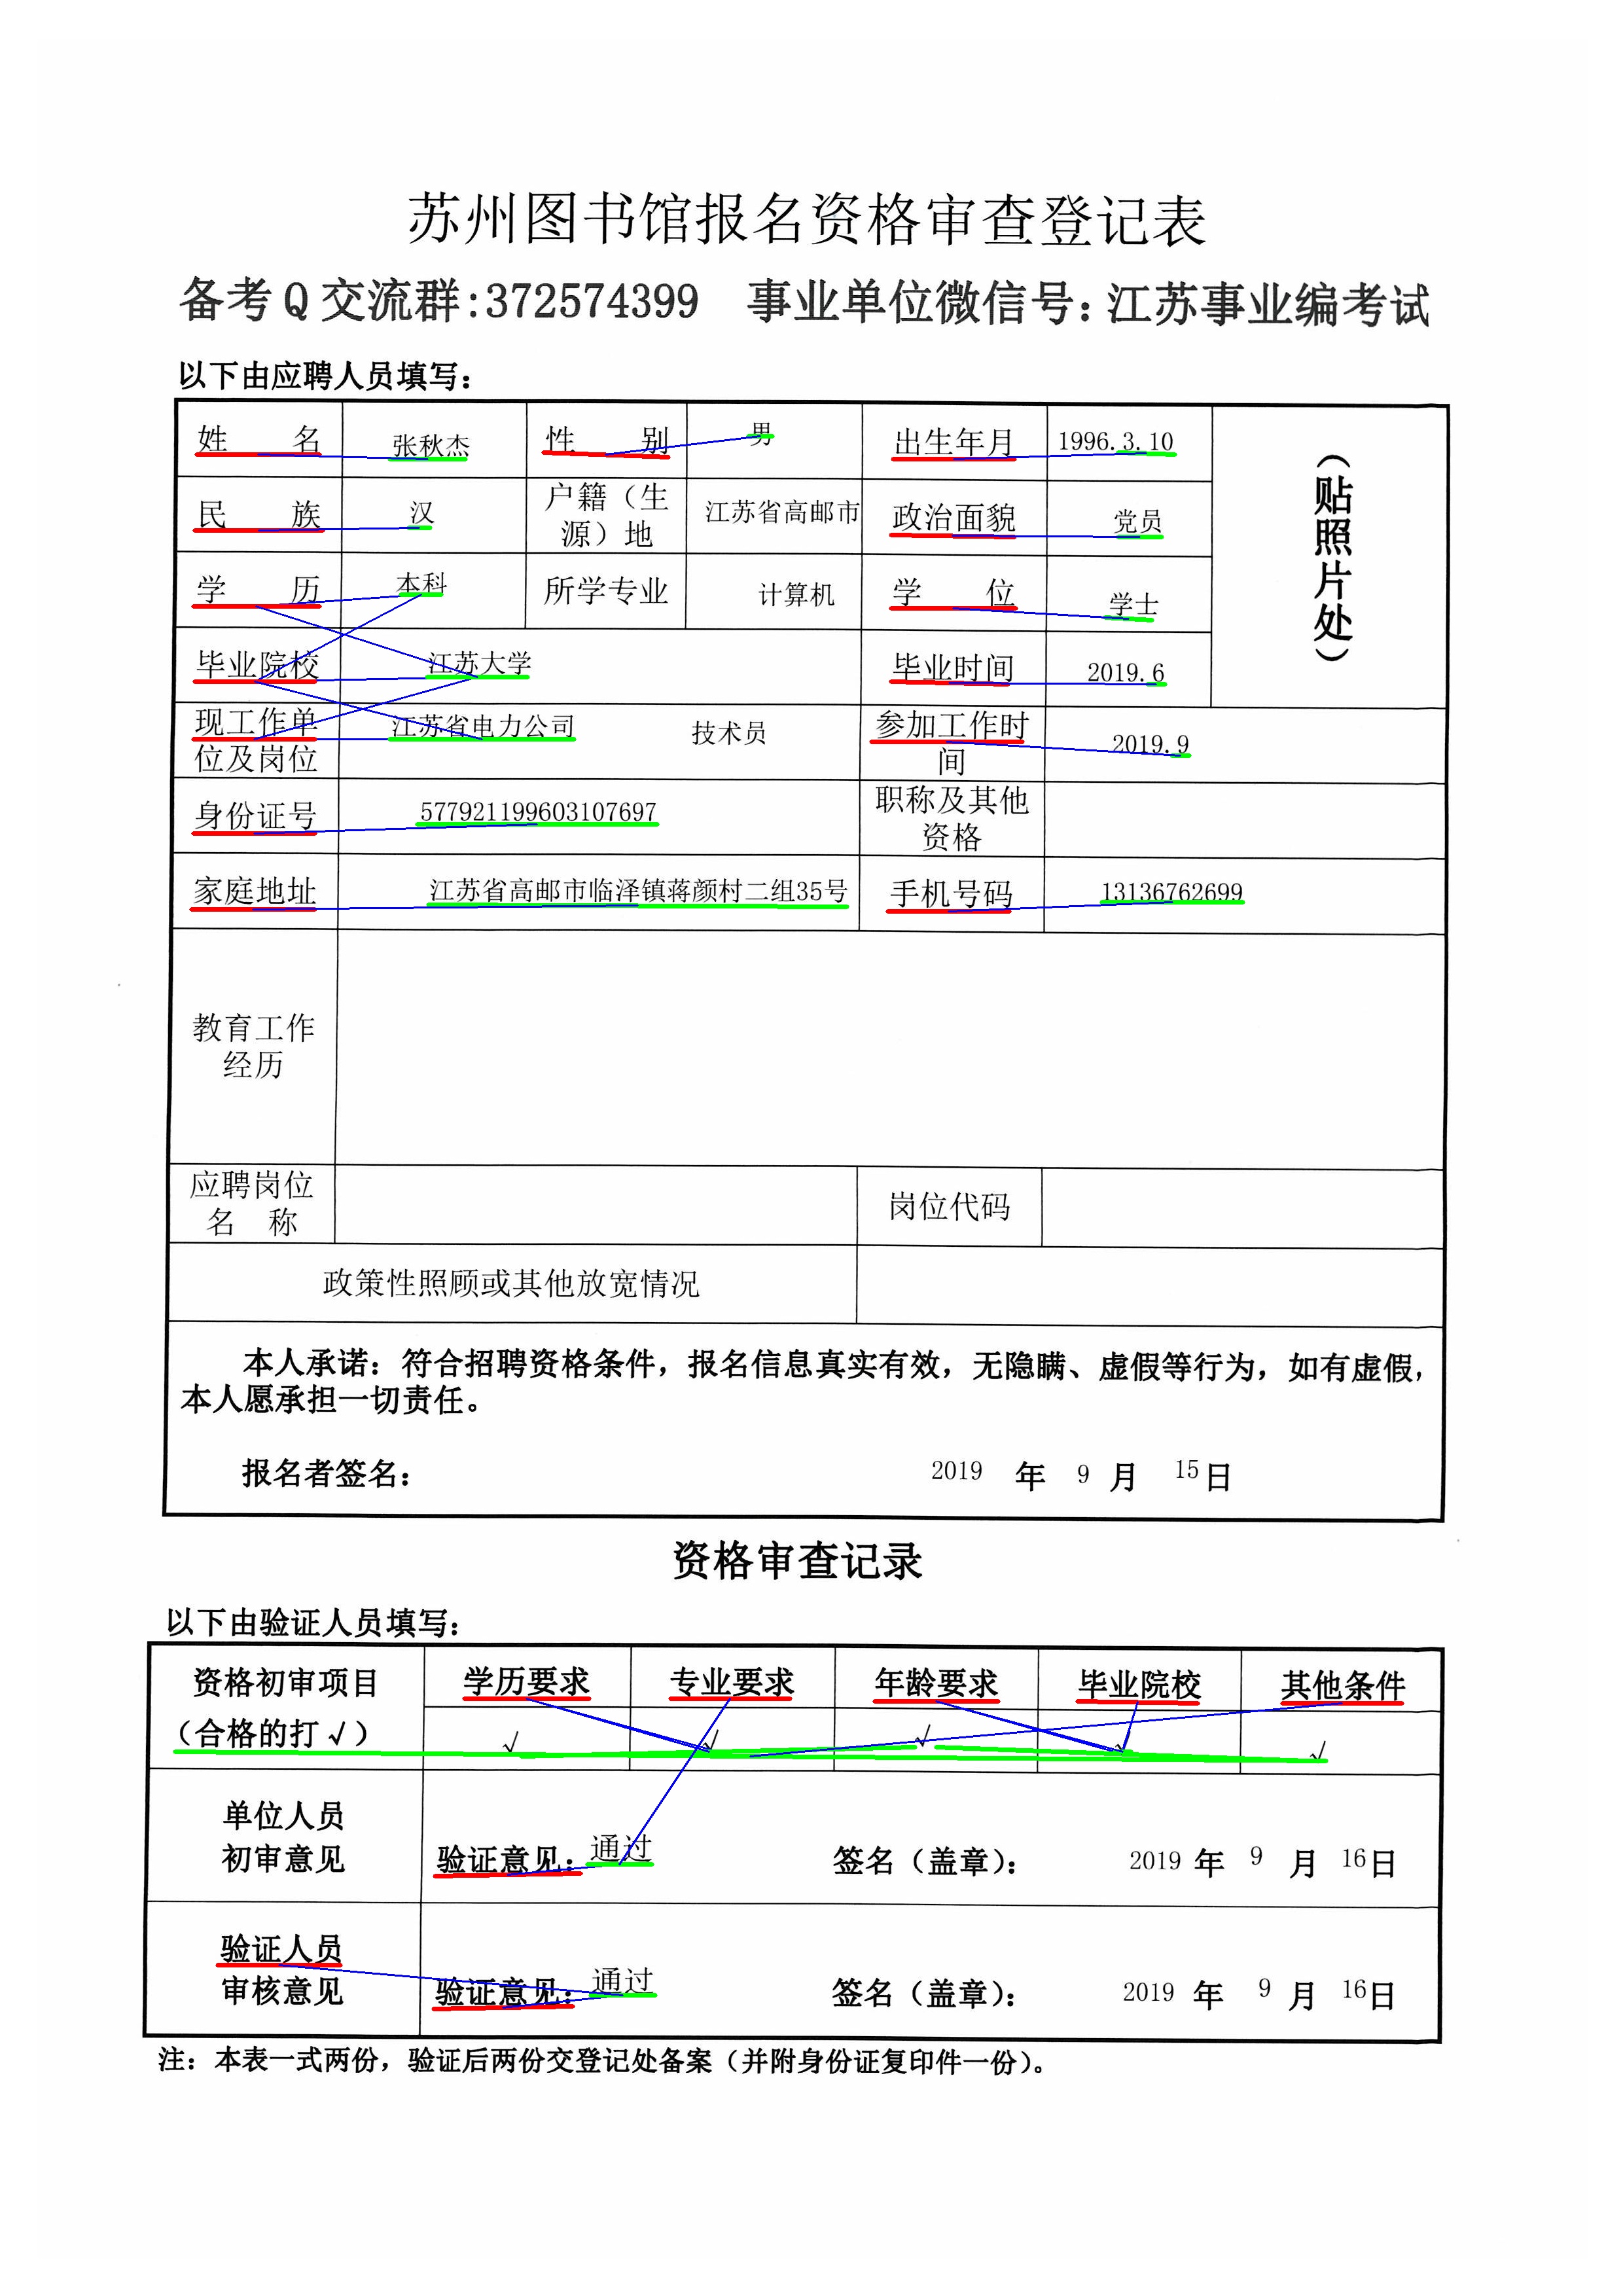 苏州图书馆报名资格审查登记表
备考 Q 交流群:372574399 事业单位微信号: 江苏事业编考试
以下由应聘人员填写:
姓 名 张秋杰 性 别 男 出生年月 1996.3.10
(贴照片处)
民 族 汉 户籍(生源)地 江苏省高邮市 政治面貌 党员
学 历 本科 所学专业 计算机 学 位 学士
毕业院校 江苏大学 毕业时间 2019.6
现工作单位及岗位 江苏省电力公司 技术员 参加工作时间 2019.9
身份证号 577921199603107697 职称及其他资格
家庭地址 江苏省高邮市临泽镇蒋颜村二组35号 手机号码 13136762699
教育工作
经历
应聘岗位
名 称
岗位代码
政策性照顾或其他放宽情况
本人承诺: 符合招聘资格条件, 报名信息真实有效, 无隐瞒、虚假等行为, 如有虚假,
本人愿承担一切责任。
报名者签名: 2019 年 9 月 15日
资格审查记录
以下由验证人员填写:
资格初审项目 学历要求 专业要求 年龄要求 毕业院校 其他条件
(合格的打√) √ √ √ √ √
单位人员
初审意见 验证意见: 通过 签名(盖章): 2019 年 9 月 16日
验证人员
审核意见 验证意见: 通过 签名(盖章): 2019 年 9 月 16日
注: 本表一式两份, 验证后两份交登记处备案(并附身份证复印件一份)。